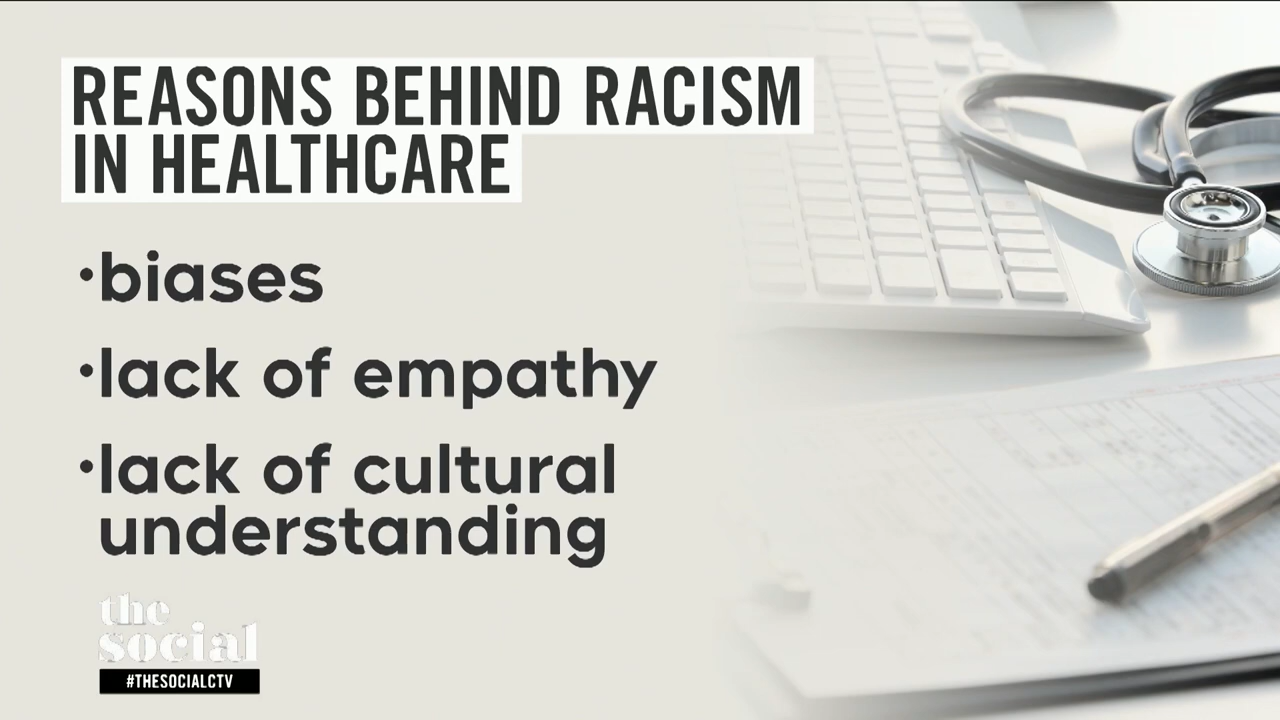 REASONS BEHIND RACISM
IN HEALTHCARE
•biases
•lack of empathy
•lack of cultural
understanding
the
social
#THESOCIALCTV